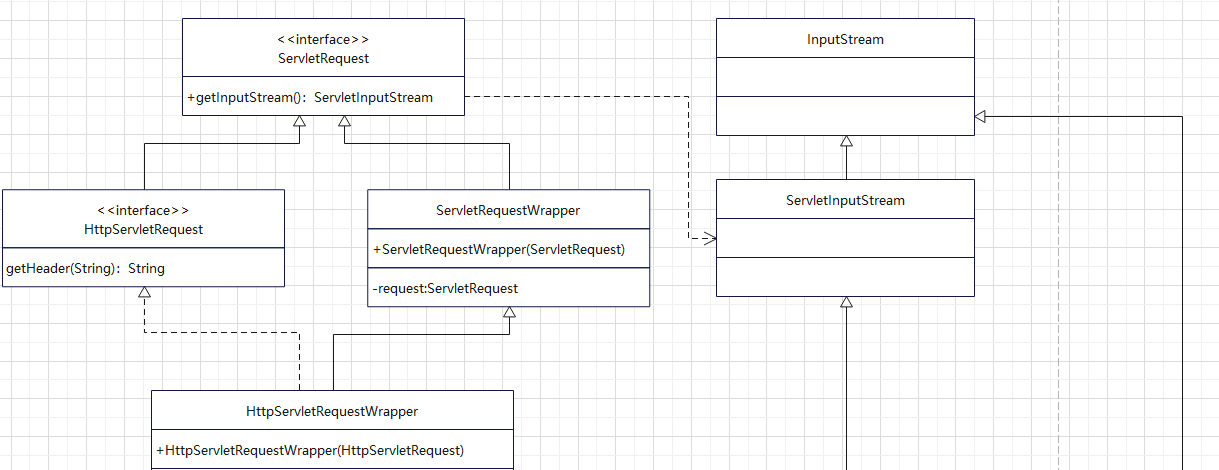 <<interface>>
ServletRequest
+getInputStream(): ServletInputStream
InputStream
<<interface>>
HttpServletRequest
getHeader(String): String
ServletRequestWrapper
+ServletRequestWrapper(ServletRequest)
-request:ServletRequest
ServletInputStream
HttpServletRequestWrapper
+HttpServletRequestWrapper(HttpServletRequest)